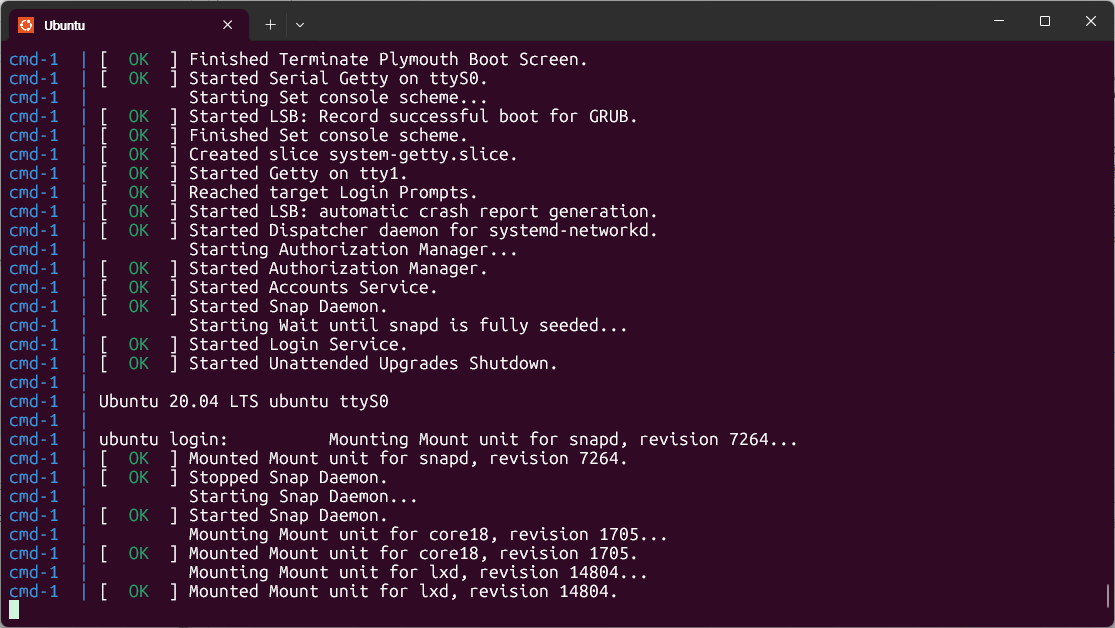 Ubuntu
cmd-1 | [ OK ] Finished Terminate Plymouth Boot Screen.
cmd-1 | [ OK ] Started Serial Getty on ttyS0.
cmd-1 | Starting Set console scheme...
cmd-1 | [ OK ] Started LSB: Record successful boot for GRUB.
cmd-1 | [ OK ] Finished Set console scheme.
cmd-1 | [ OK ] Created slice system-getty.slice.
cmd-1 | [ OK ] Started Getty on tty1.
cmd-1 | [ OK ] Reached target Login Prompts.
cmd-1 | [ OK ] Started LSB: automatic crash report generation.
cmd-1 | [ OK ] Started Dispatcher daemon for systemd-networkd.
cmd-1 | Starting Authorization Manager...
cmd-1 | [ OK ] Started Authorization Manager.
cmd-1 | [ OK ] Started Accounts Service.
cmd-1 | [ OK ] Started Snap Daemon.
cmd-1 | Starting Wait until snapd is fully seeded...
cmd-1 | [ OK ] Started Login Service.
cmd-1 | [ OK ] Started Unattended Upgrades Shutdown.
cmd-1 |
cmd-1 | Ubuntu 20.04 LTS ubuntu ttyS0
cmd-1 |
cmd-1 | ubuntu login: Mounting Mount unit for snapd, revision 7264...
cmd-1 | [ OK ] Mounted Mount unit for snapd, revision 7264.
cmd-1 | [ OK ] Stopped Snap Daemon.
cmd-1 | Starting Snap Daemon...
cmd-1 | [ OK ] Started Snap Daemon.
cmd-1 | Mounting Mount unit for core18, revision 1705...
cmd-1 | [ OK ] Mounted Mount unit for core18, revision 1705.
cmd-1 | Mounting Mount unit for lxd, revision 14804...
cmd-1 | [ OK ] Mounted Mount unit for lxd, revision 14804.